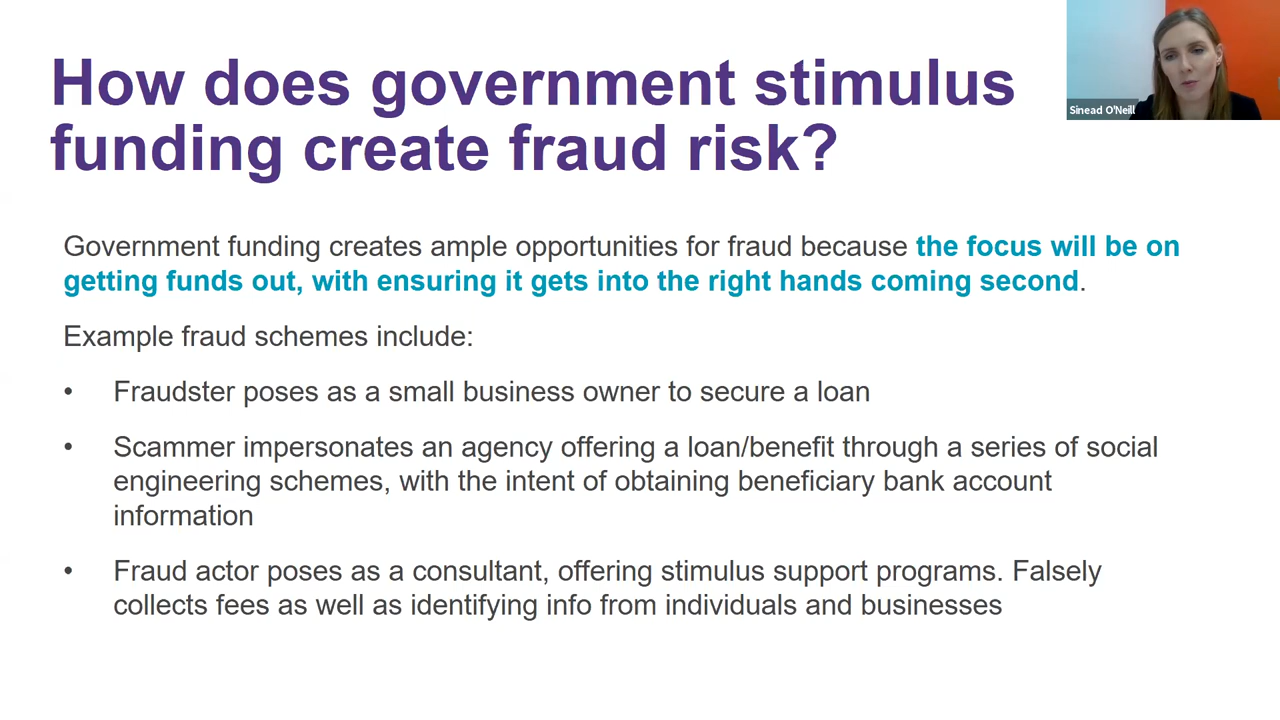 How does government stimulus
funding create fraud risk?
Sinead O'Neill
Government funding creates ample opportunities for fraud because the focus will be on
getting funds out, with ensuring it gets into the right hands coming second.
Example fraud schemes include:
• Fraudster poses as a small business owner to secure a loan
• Scammer impersonates an agency offering a loan/benefit through a series of social
engineering schemes, with the intent of obtaining beneficiary bank account
information
• Fraud actor poses as a consultant, offering stimulus support programs. Falsely
collects fees as well as identifying info from individuals and businesses